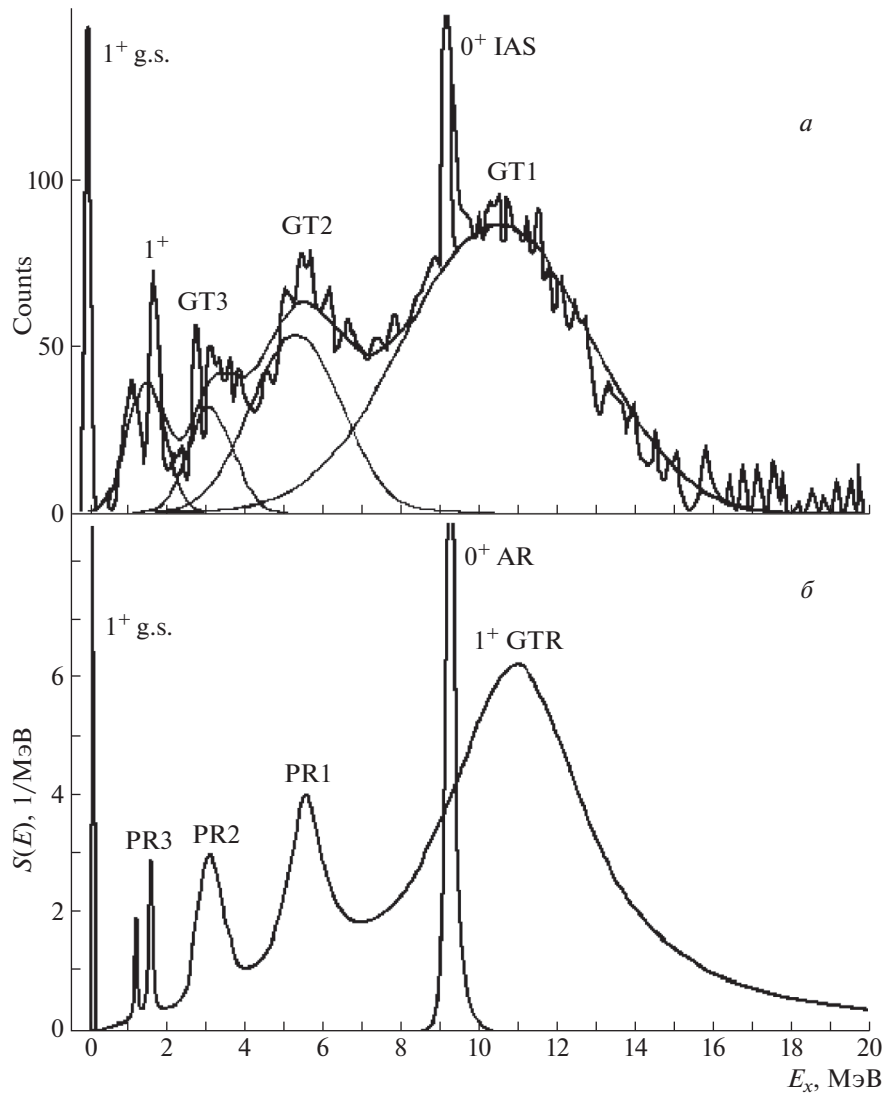 1⁺ g.s.
0⁺ IAS
а
GT1
100
GT2
1⁺
GT3
Counts
50
0
0⁺ AR
б
1⁺ g.s.
1⁺ GTR
6
S(E), 1/МэВ
4
PR1
PR3
PR2
2
0
0 2 4 6 8 10 12 14 16 18 20
Eₓ, МэВ